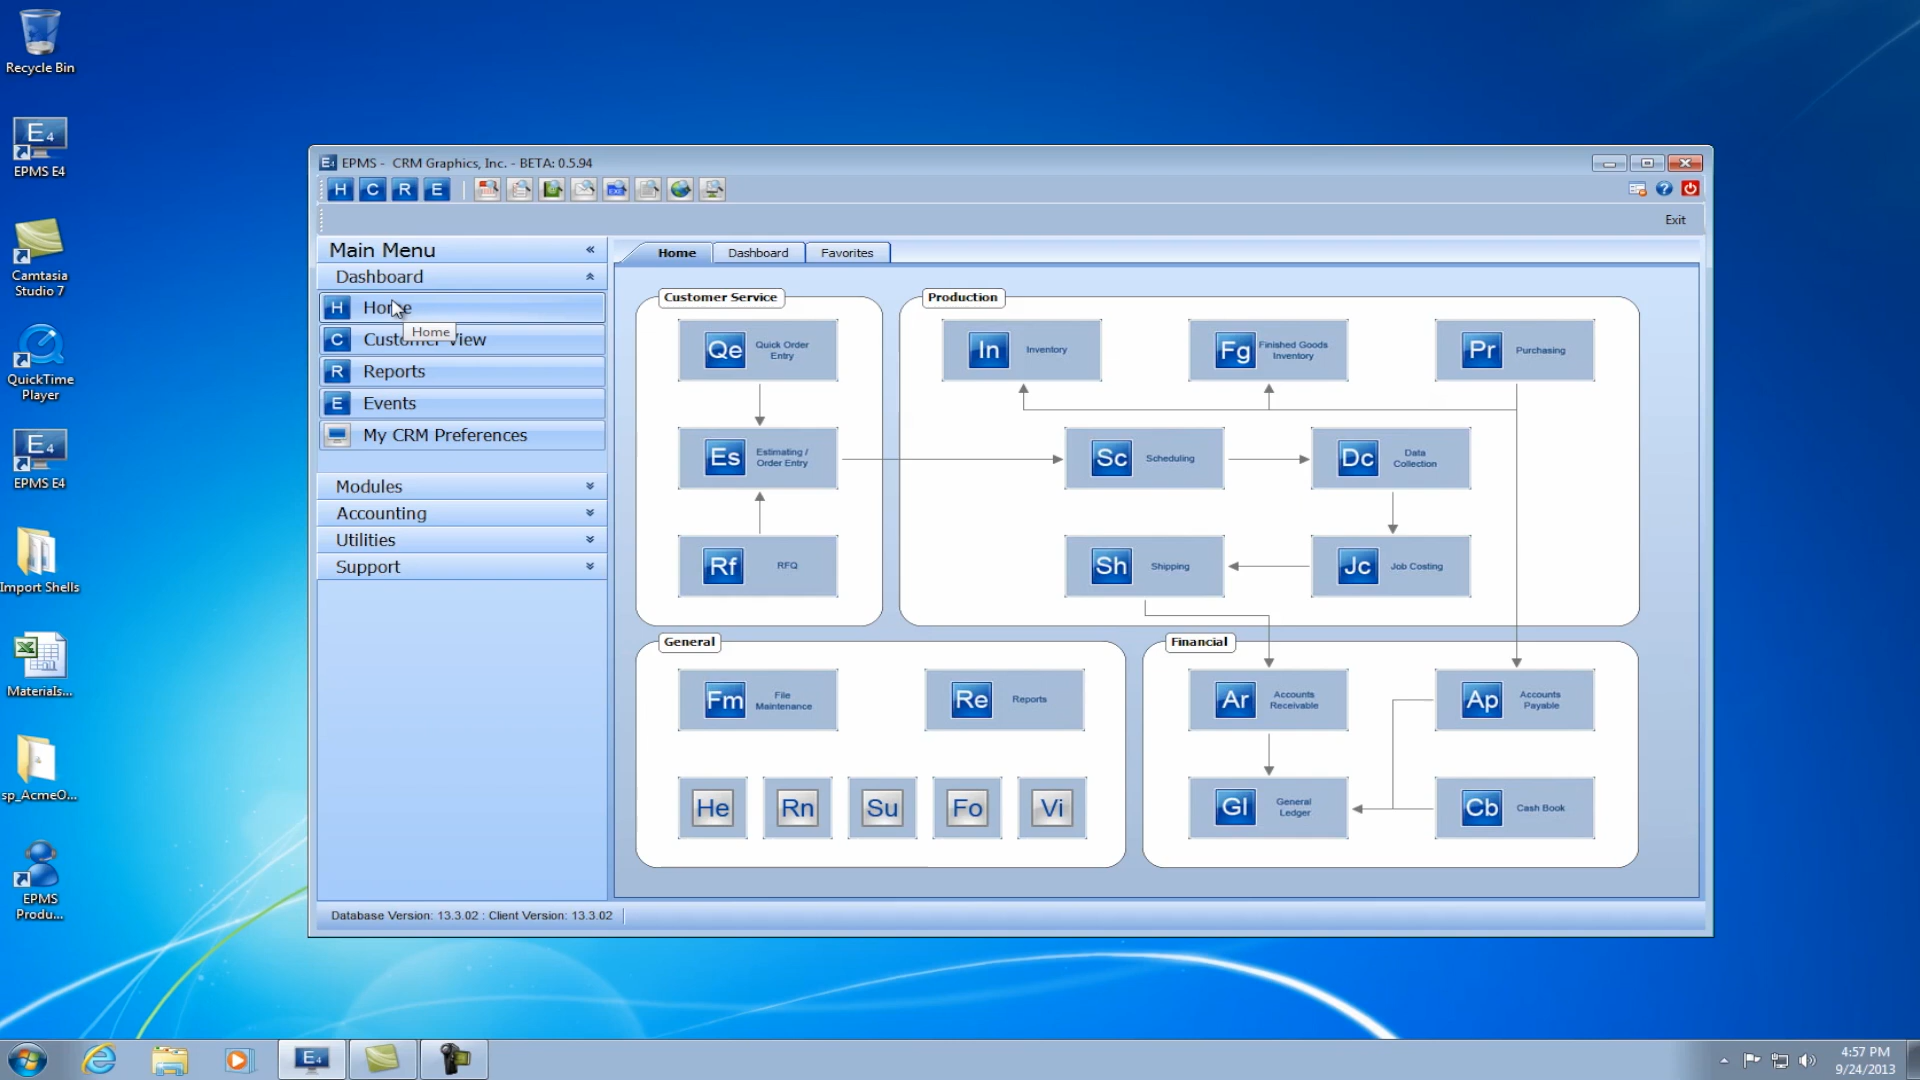 Recycle Bin
E4
EPMS E4
Camtasia
Studio 7
QuickTime
Player
E4
EPMS E4
Import Shells
Materials...
sp_AcmeO...
EPMS
Produ...
E4 EPMS - CRM Graphics, Inc. - BETA: 0.5.94
H C R E
Exit
Main Menu
Dashboard
H Home
Home
C Customer View
R Reports
E Events
My CRM Preferences
Modules
Accounting
Utilities
Support
Home Dashboard Favorites
Customer Service
Qe Quick Order
Entry
Es Estimating /
Order Entry
Rf RFQ
Production
In Inventory
Fg Finished Goods
Inventory
Pr Purchasing
Sc Scheduling
Dc Data
Collection
Sh Shipping
Jc Job Costing
General
Fm File
Maintenance
Re Reports
He Rn Su Fo Vi
Financial
Ar Accounts
Receivable
Ap Accounts
Payable
Gl General
Ledger
Cb Cash Book
Database Version: 13.3.02 : Client Version: 13.3.02
E4
4:57 PM
9/24/2013